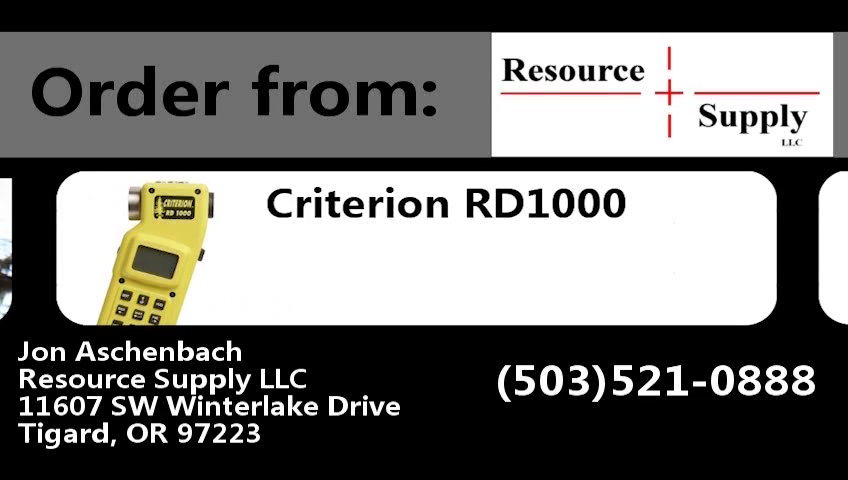 Order from:
Resource
Supply
LLC
Criterion RD1000
CRITERION
RD 1000
Jon Aschenbach
Resource Supply LLC
11607 SW Winterlake Drive
Tigard, OR 97223
(503)521-0888